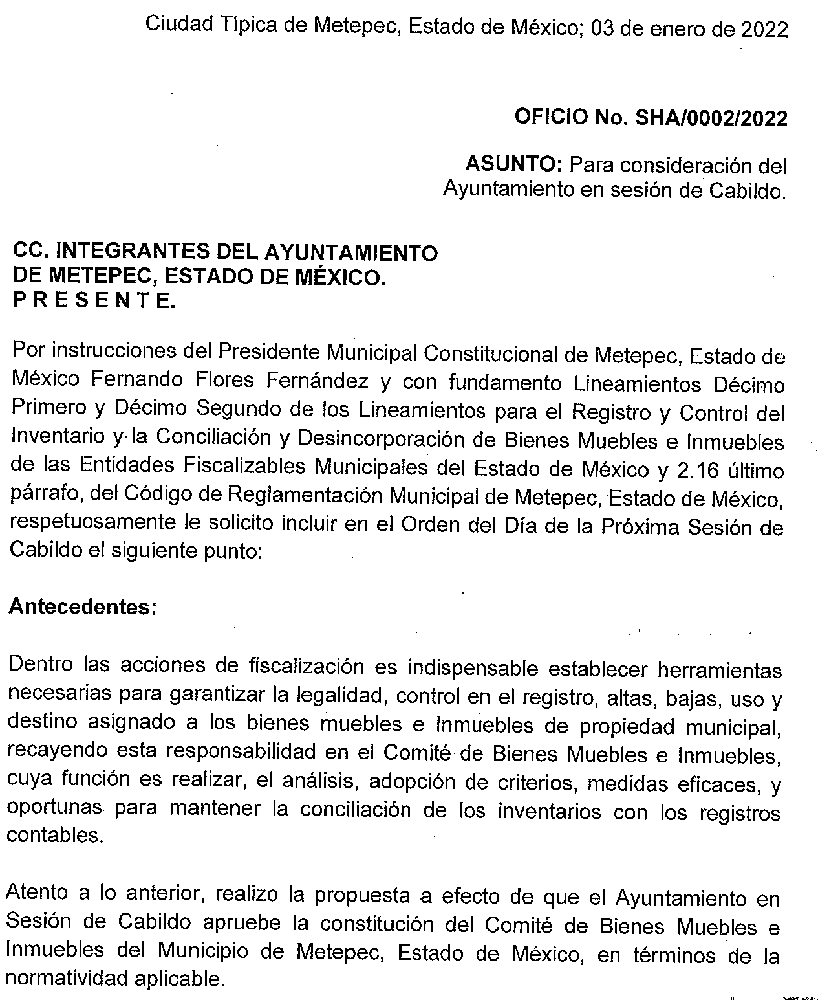 Ciudad Típica de Metepec, Estado de México; 03 de enero de 2022
OFICIO No. SHA/0002/2022
ASUNTO: Para consideración del
Ayuntamiento en sesión de Cabildo.
CC. INTEGRANTES DEL AYUNTAMIENTO
DE METEPEC, ESTADO DE MÉXICO.
P R E S E N T E.
Por instrucciones del Presidente Municipal Constitucional de Metepec, Estado de
México Fernando Flores Fernández y con fundamento Lineamientos Décimo
Primero y Décimo Segundo de los Lineamientos para el Registro y Control del
Inventario y la Conciliación y Desincorporación de Bienes Muebles e Inmuebles
de las Entidades Fiscalizables Municipales del Estado de México y 2.16 último
párrafo, del Código de Reglamentación Municipal de Metepec, Estado de México,
respetuosamente le solicito incluir en el Orden del Día de la Próxima Sesión de
Cabildo el siguiente punto:
Antecedentes:
Dentro las acciones de fiscalización es indispensable establecer herramientas
necesarias para garantizar la legalidad, control en el registro, altas, bajas, uso y
destino asignado a los bienes muebles e Inmuebles de propiedad municipal,
recayendo esta responsabilidad en el Comité de Bienes Muebles e Inmuebles,
cuya función es realizar, el análisis, adopción de criterios, medidas eficaces, y
oportunas para mantener la conciliación de los inventarios con los registros
contables.
Atento a lo anterior, realizo la propuesta a efecto de que el Ayuntamiento en
Sesión de Cabildo apruebe la constitución del Comité de Bienes Muebles e
Inmuebles del Municipio de Metepec, Estado de México, en términos de la
normatividad aplicable.